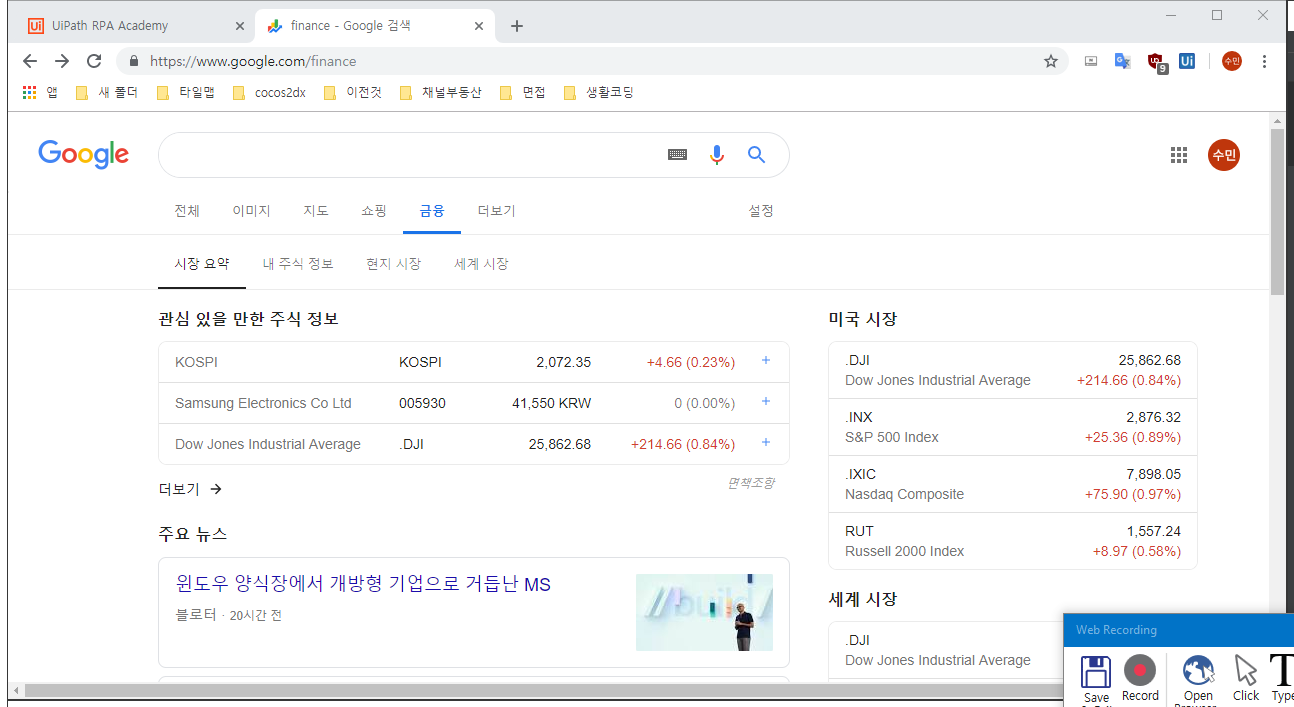 UiPath RPA Academy
finance - Google 검색
https://www.google.com/finance
9
Ui
수민
앱
새 폴더
타일맵
cocos2dx
이전것
채널부동산
면접
생활코딩
Google
수민
전체
이미지
지도
쇼핑
금융
더보기
설정
시장 요약
내 주식 정보
현지 시장
세계 시장
관심 있을 만한 주식 정보
KOSPI KOSPI 2,072.35 +4.66 (0.23%) +
Samsung Electronics Co Ltd 005930 41,550 KRW 0 (0.00%) +
Dow Jones Industrial Average .DJI 25,862.68 +214.66 (0.84%) +
더보기 →
면책조항
주요 뉴스
윈도우 양식장에서 개방형 기업으로 거듭난 MS
블로터 · 20시간 전
//build
미국 시장
.DJI 25,862.68
Dow Jones Industrial Average +214.66 (0.84%)
.INX 2,876.32
S&P 500 Index +25.36 (0.89%)
.IXIC 7,898.05
Nasdaq Composite +75.90 (0.97%)
RUT 1,557.24
Russell 2000 Index +8.97 (0.58%)
세계 시장
.DJI
Dow Jones Industrial Average
Web Recording
Save
Record
Open
Click
Type